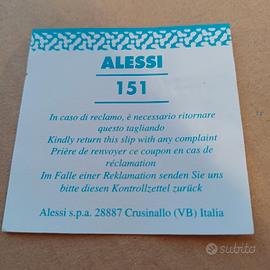 ALESSI
151
In caso di reclamo, è necessario ritornare
questo tagliando
Kindly return this slip with any complaint
Prière de renvoyer ce coupon en cas de
réclamation
Im Falle einer Reklamation senden Sie uns
bitte diesen Kontrollzettel zurück
Alessi s.p.a. 28887 Crusinallo (VB) Italia
subito